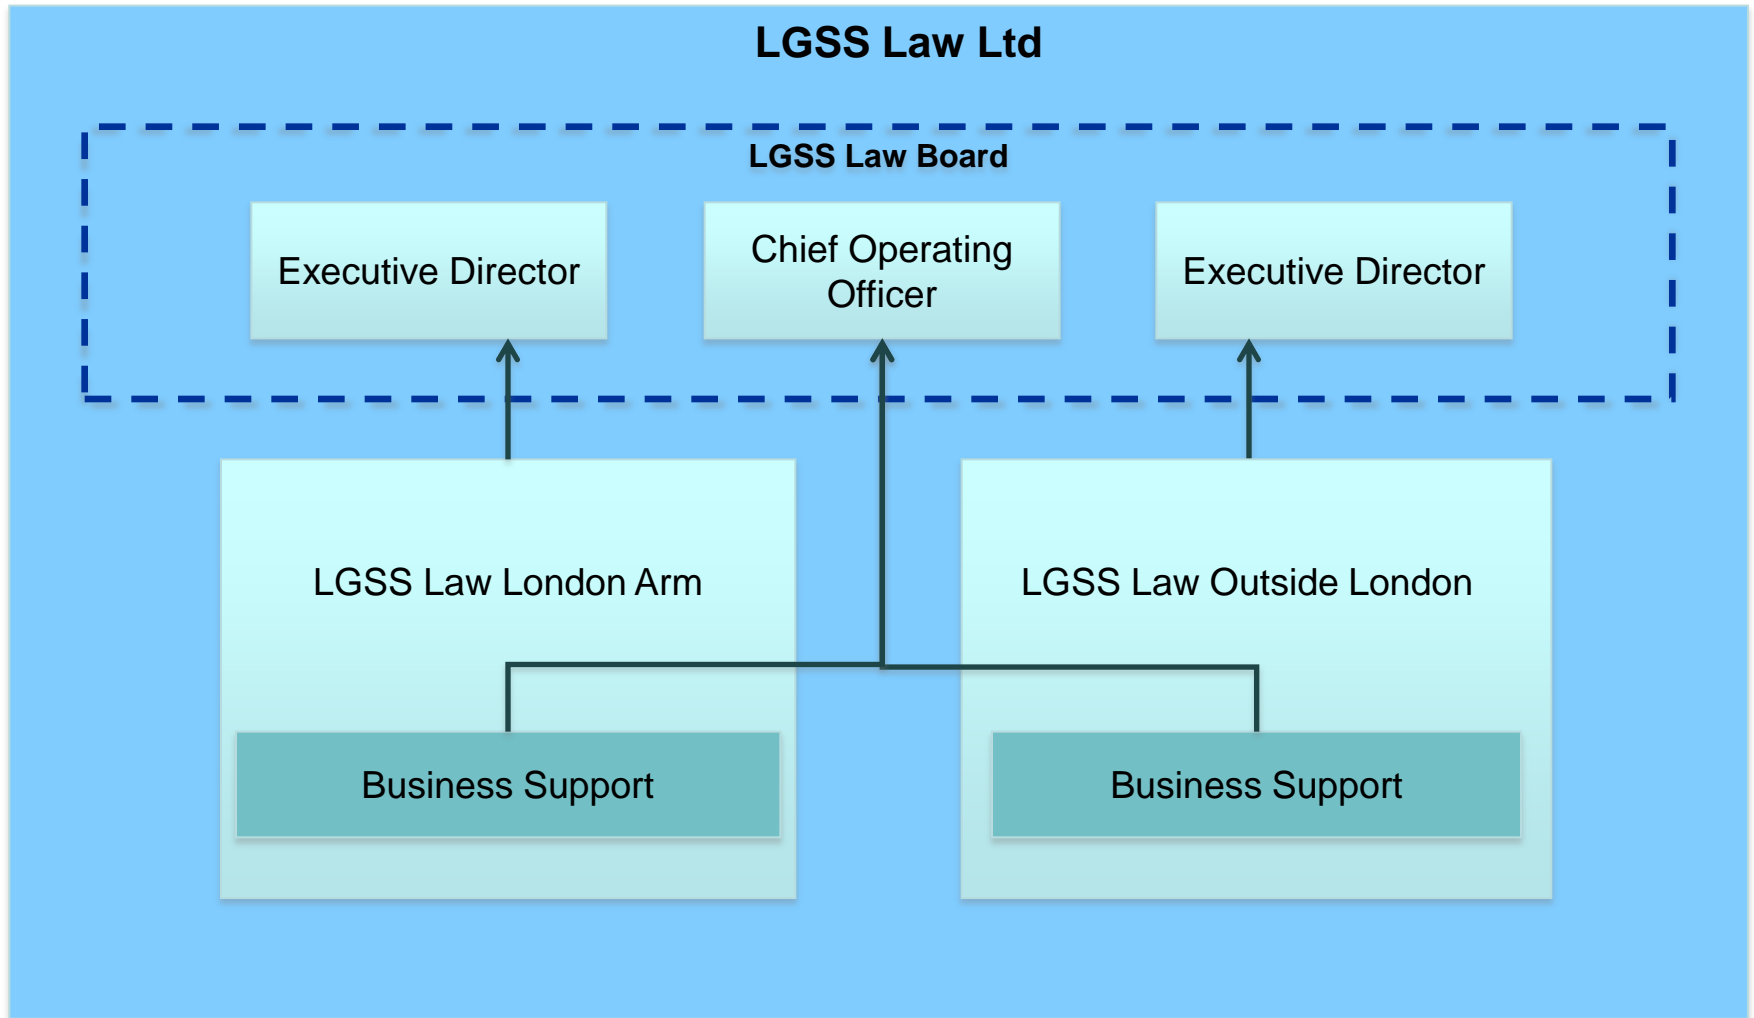 LGSS Law Ltd
LGSS Law Board
Executive Director
Chief Operating
Officer
Executive Director
LGSS Law London Arm
LGSS Law Outside London
Business Support
Business Support